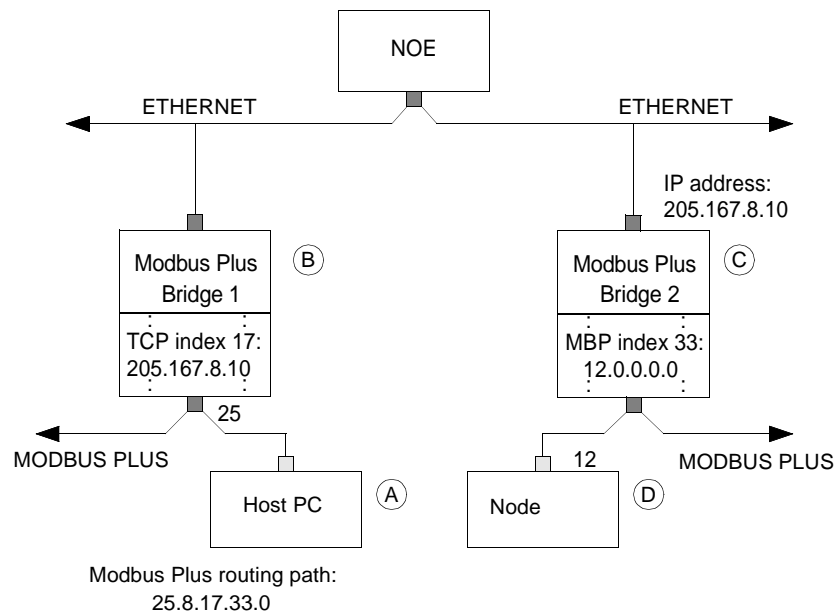 NOE
ETHERNET
ETHERNET
IP address:
205.167.8.10
Modbus Plus
Bridge 1
B
Modbus Plus
Bridge 2
C
TCP index 17:
205.167.8.10
MBP index 33:
12.0.0.0.0
25
MODBUS PLUS
12
MODBUS PLUS
Host PC
A
Node
D
Modbus Plus routing path:
25.8.17.33.0